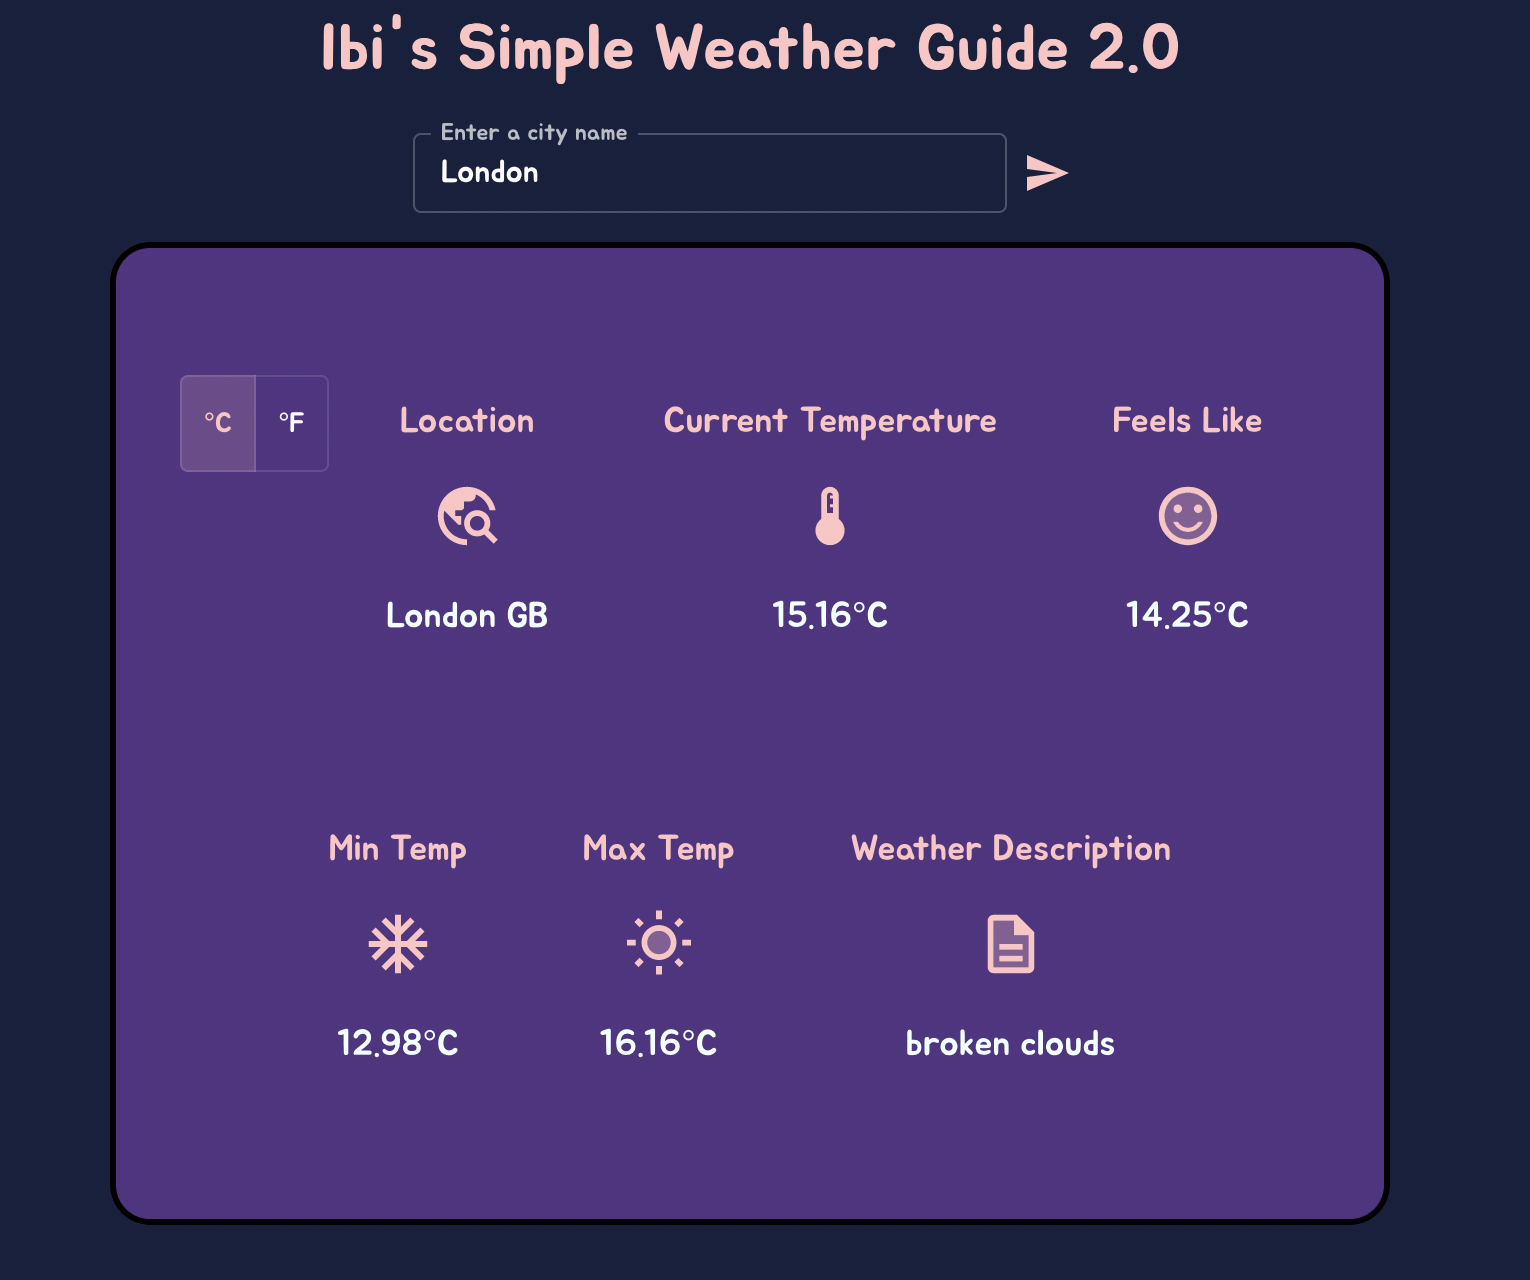 Ibi's Simple Weather Guide 2.0
Enter a city name
London
°C °F Location Current Temperature Feels Like
London GB 15.16°C 14.25°C
Min Temp Max Temp Weather Description
12.98°C 16.16°C broken clouds